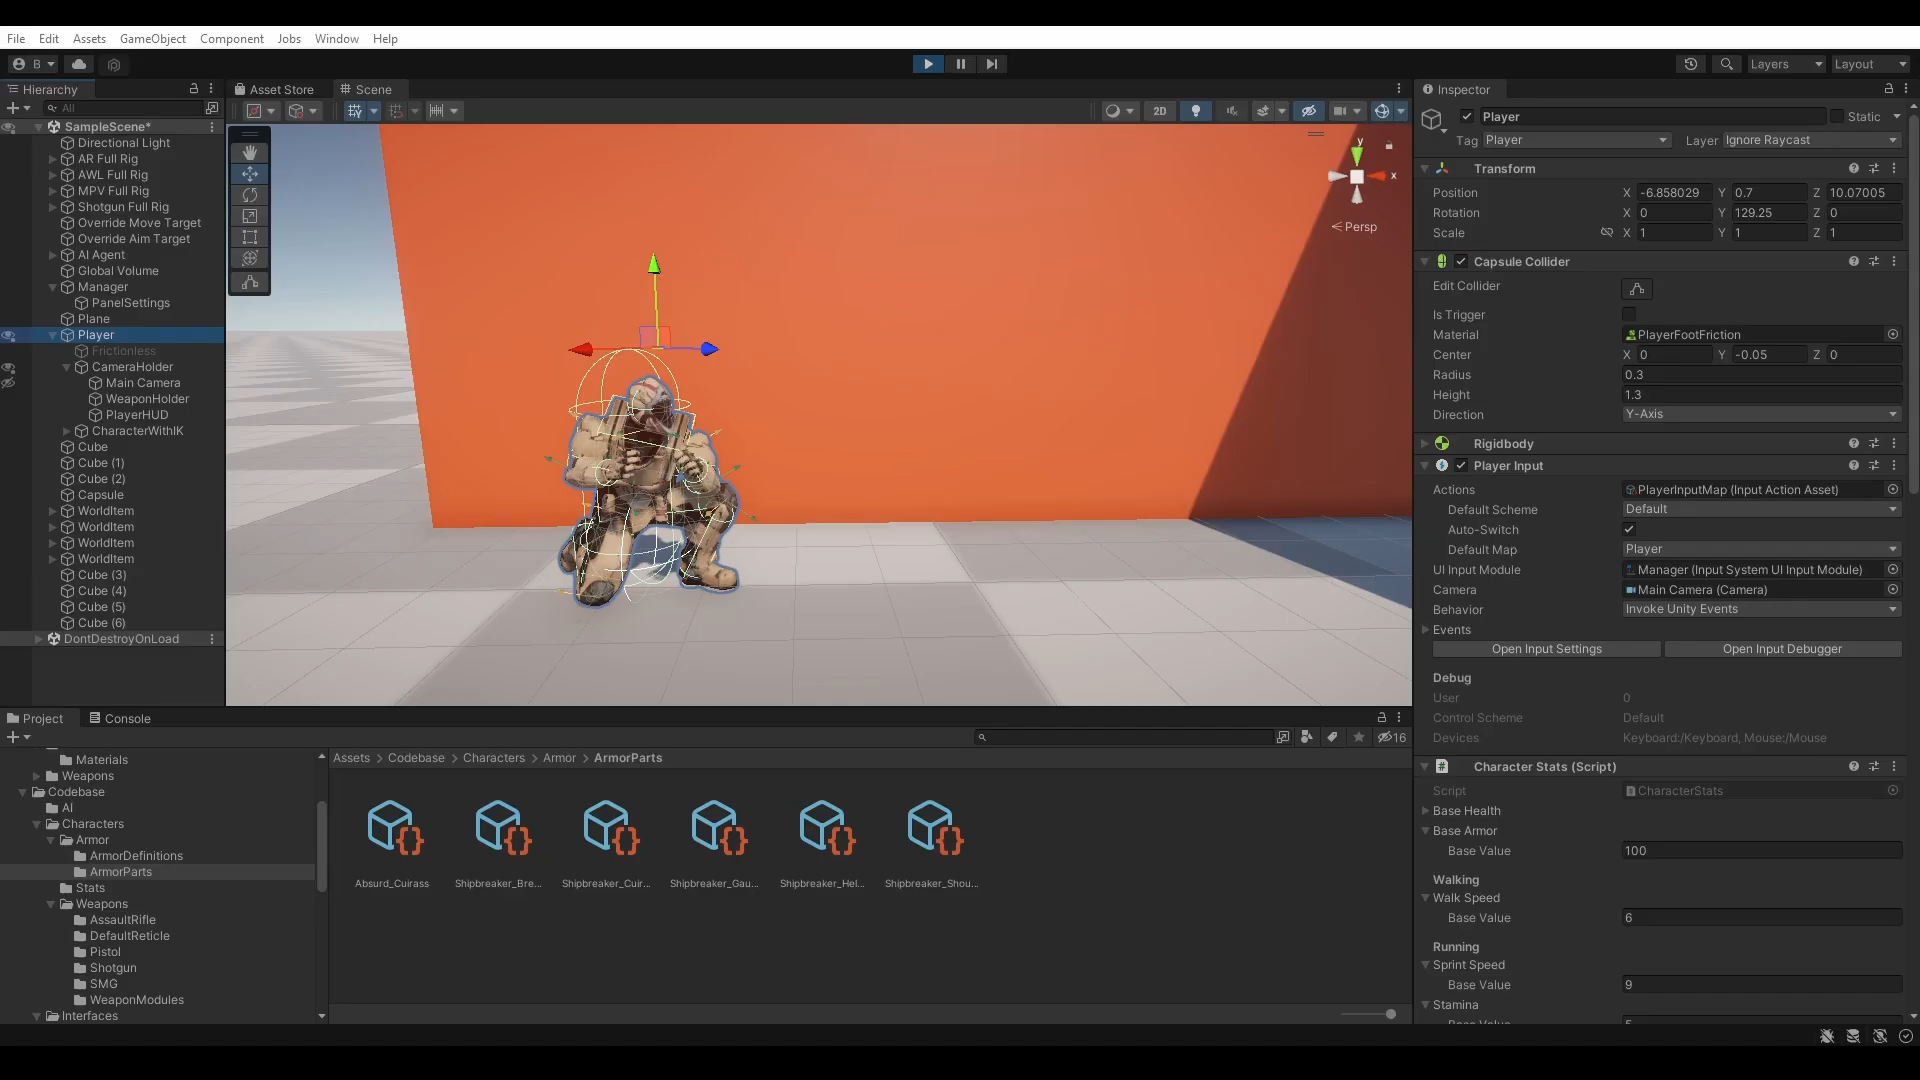 File Edit Assets GameObject Component Jobs Window Help
B
Layers
Layout
Hierarchy
All
SampleScene*
Directional Light
AR Full Rig
AWL Full Rig
MPV Full Rig
Shotgun Full Rig
Override Move Target
Override Aim Target
AI Agent
Global Volume
Manager
PanelSettings
Plane
Player
Frictionless
CameraHolder
Main Camera
WeaponHolder
PlayerHUD
CharacterWithIK
Cube
Cube (1)
Cube (2)
Capsule
WorldItem
WorldItem
WorldItem
WorldItem
Cube (3)
Cube (4)
Cube (5)
Cube (6)
DontDestroyOnLoad
Asset Store Scene
2D
y
x
Persp
Inspector
Player Static
Tag Player Layer Ignore Raycast
Transform
Position X -6.858029 Y 0.7 Z 10.07005
Rotation X 0 Y 129.25 Z 0
Scale X 1 Y 1 Z 1
Capsule Collider
Edit Collider
Is Trigger
Material PlayerFootFriction
Center X 0 Y -0.05 Z 0
Radius 0.3
Height 1.3
Direction Y-Axis
Rigidbody
Player Input
Actions PlayerInputMap (Input Action Asset)
Default Scheme Default
Auto-Switch
Default Map Player
UI Input Module Manager (Input System UI Input Module)
Camera Main Camera (Camera)
Behavior Invoke Unity Events
Events
Open Input Settings Open Input Debugger
Debug
User 0
Control Scheme Default
Devices Keyboard:/Keyboard, Mouse:/Mouse
Character Stats (Script)
Script CharacterStats
Base Health
Base Armor
Base Value 100
Walking
Walk Speed
Base Value 6
Running
Sprint Speed
Base Value 9
Stamina
Project Console
16
Materials
Weapons
Codebase
AI
Characters
Armor
ArmorDefinitions
ArmorParts
Stats
Weapons
AssaultRifle
DefaultReticle
Pistol
Shotgun
SMG
WeaponModules
Interfaces
Assets > Codebase > Characters > Armor > ArmorParts
Absurd_Cuirass Shipbreaker_Bre... Shipbreaker_Cuir... Shipbreaker_Gau... Shipbreaker_Hel... Shipbreaker_Shou...